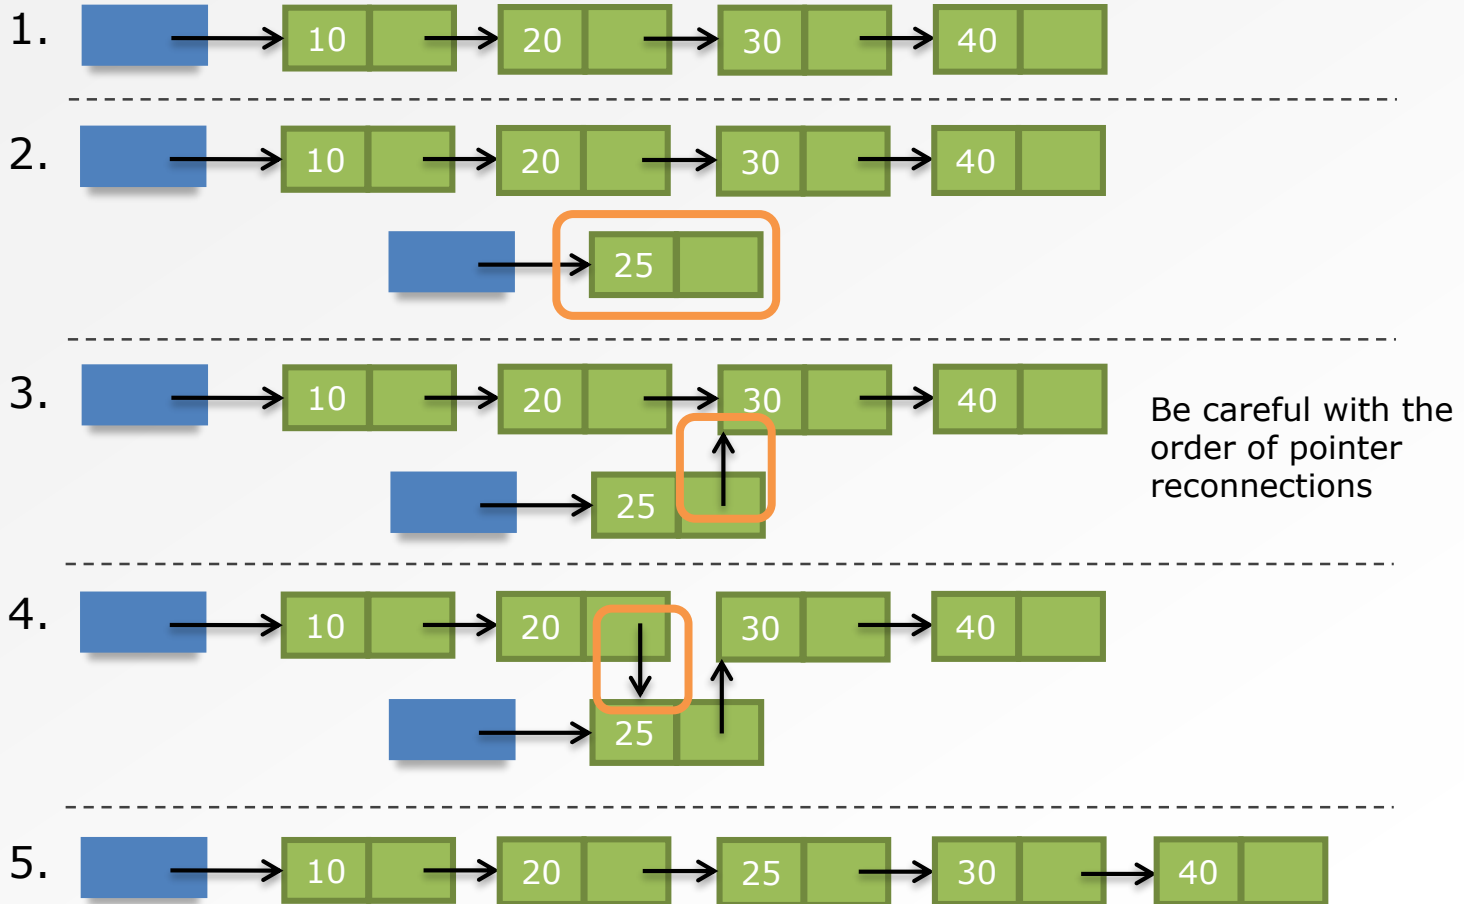 1. 10 20 30 40
2. 10 20 30 40
25
3. 10 20 30 40
Be careful with the
order of pointer
reconnections
25
4. 10 20 30 40
25
5. 10 20 25 30 40